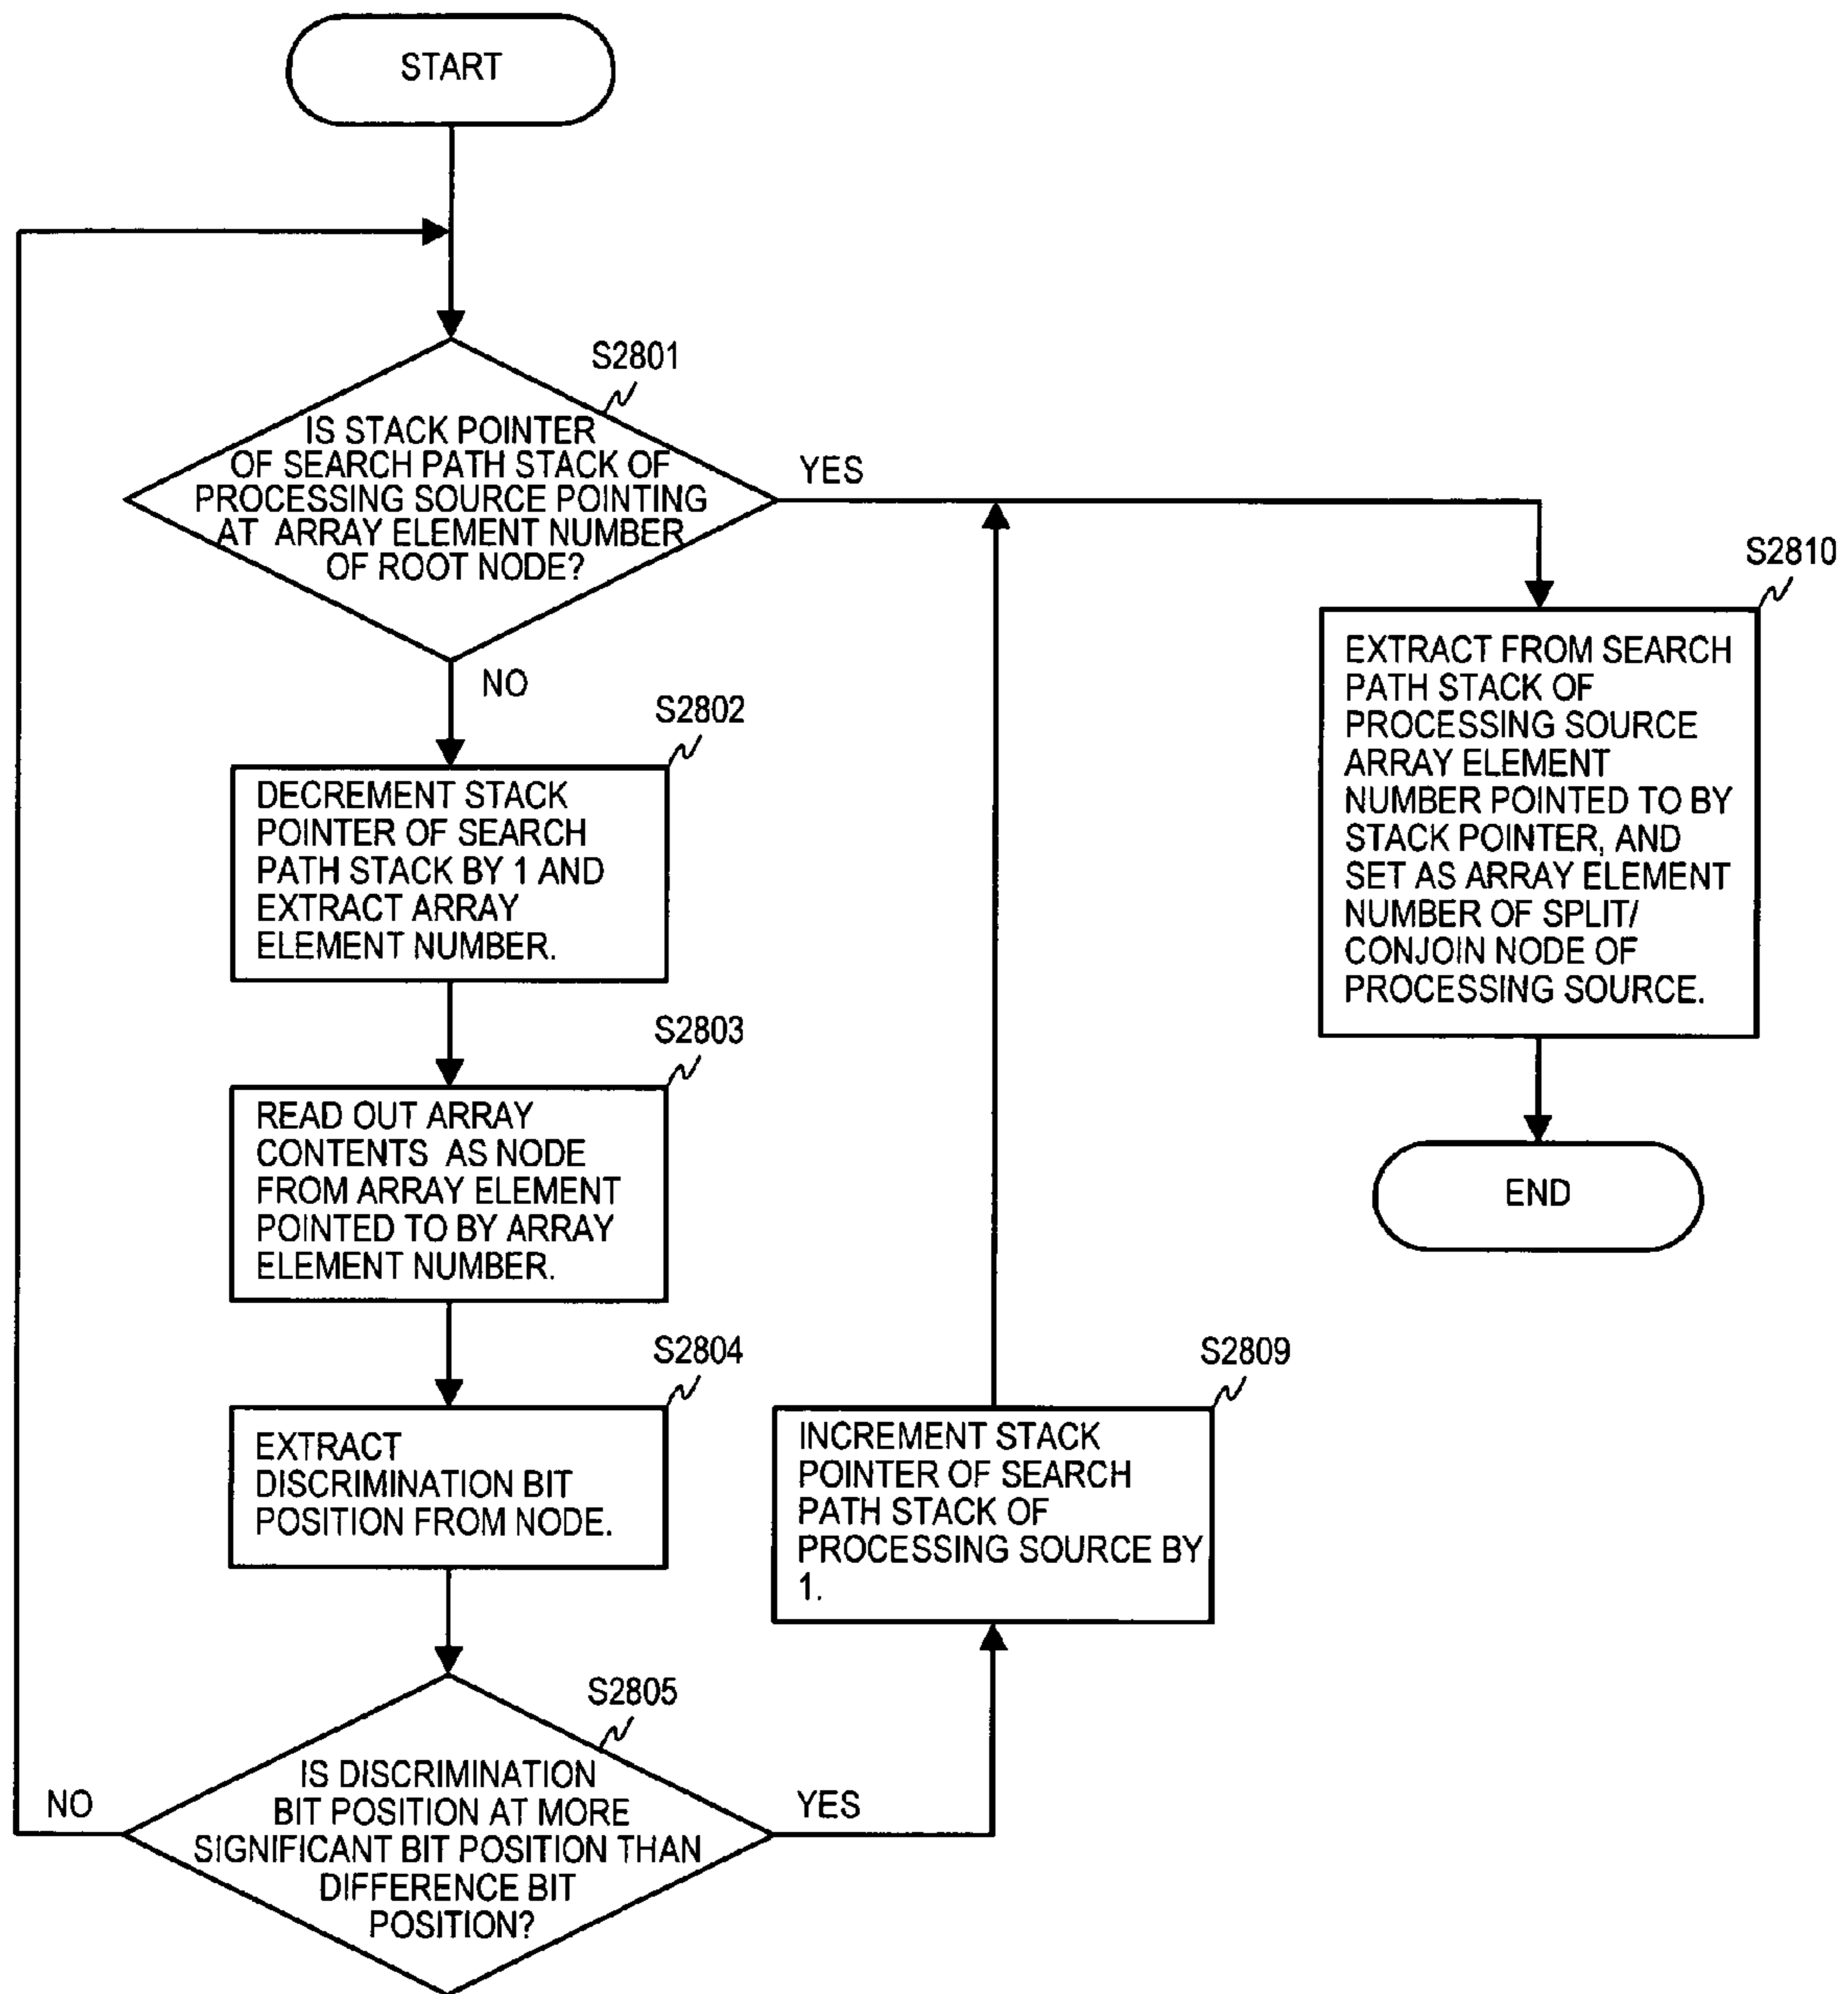 START
S2801
IS STACK POINTER
OF SEARCH PATH STACK OF
PROCESSING SOURCE POINTING
AT ARRAY ELEMENT NUMBER
OF ROOT NODE?
YES
NO
S2802
DECREMENT STACK
POINTER OF SEARCH
PATH STACK BY 1 AND
EXTRACT ARRAY
ELEMENT NUMBER.
S2803
READ OUT ARRAY
CONTENTS AS NODE
FROM ARRAY ELEMENT
POINTED TO BY ARRAY
ELEMENT NUMBER.
S2804
EXTRACT
DISCRIMINATION BIT
POSITION FROM NODE.
S2805
IS DISCRIMINATION
BIT POSITION AT MORE
SIGNIFICANT BIT POSITION THAN
DIFFERENCE BIT
POSITION?
NO
YES
S2809
INCREMENT STACK
POINTER OF SEARCH
PATH STACK OF
PROCESSING SOURCE BY
1.
S2810
EXTRACT FROM SEARCH
PATH STACK OF
PROCESSING SOURCE
ARRAY ELEMENT
NUMBER POINTED TO BY
STACK POINTER, AND
SET AS ARRAY ELEMENT
NUMBER OF SPLIT/
CONJOIN NODE OF
PROCESSING SOURCE.
END